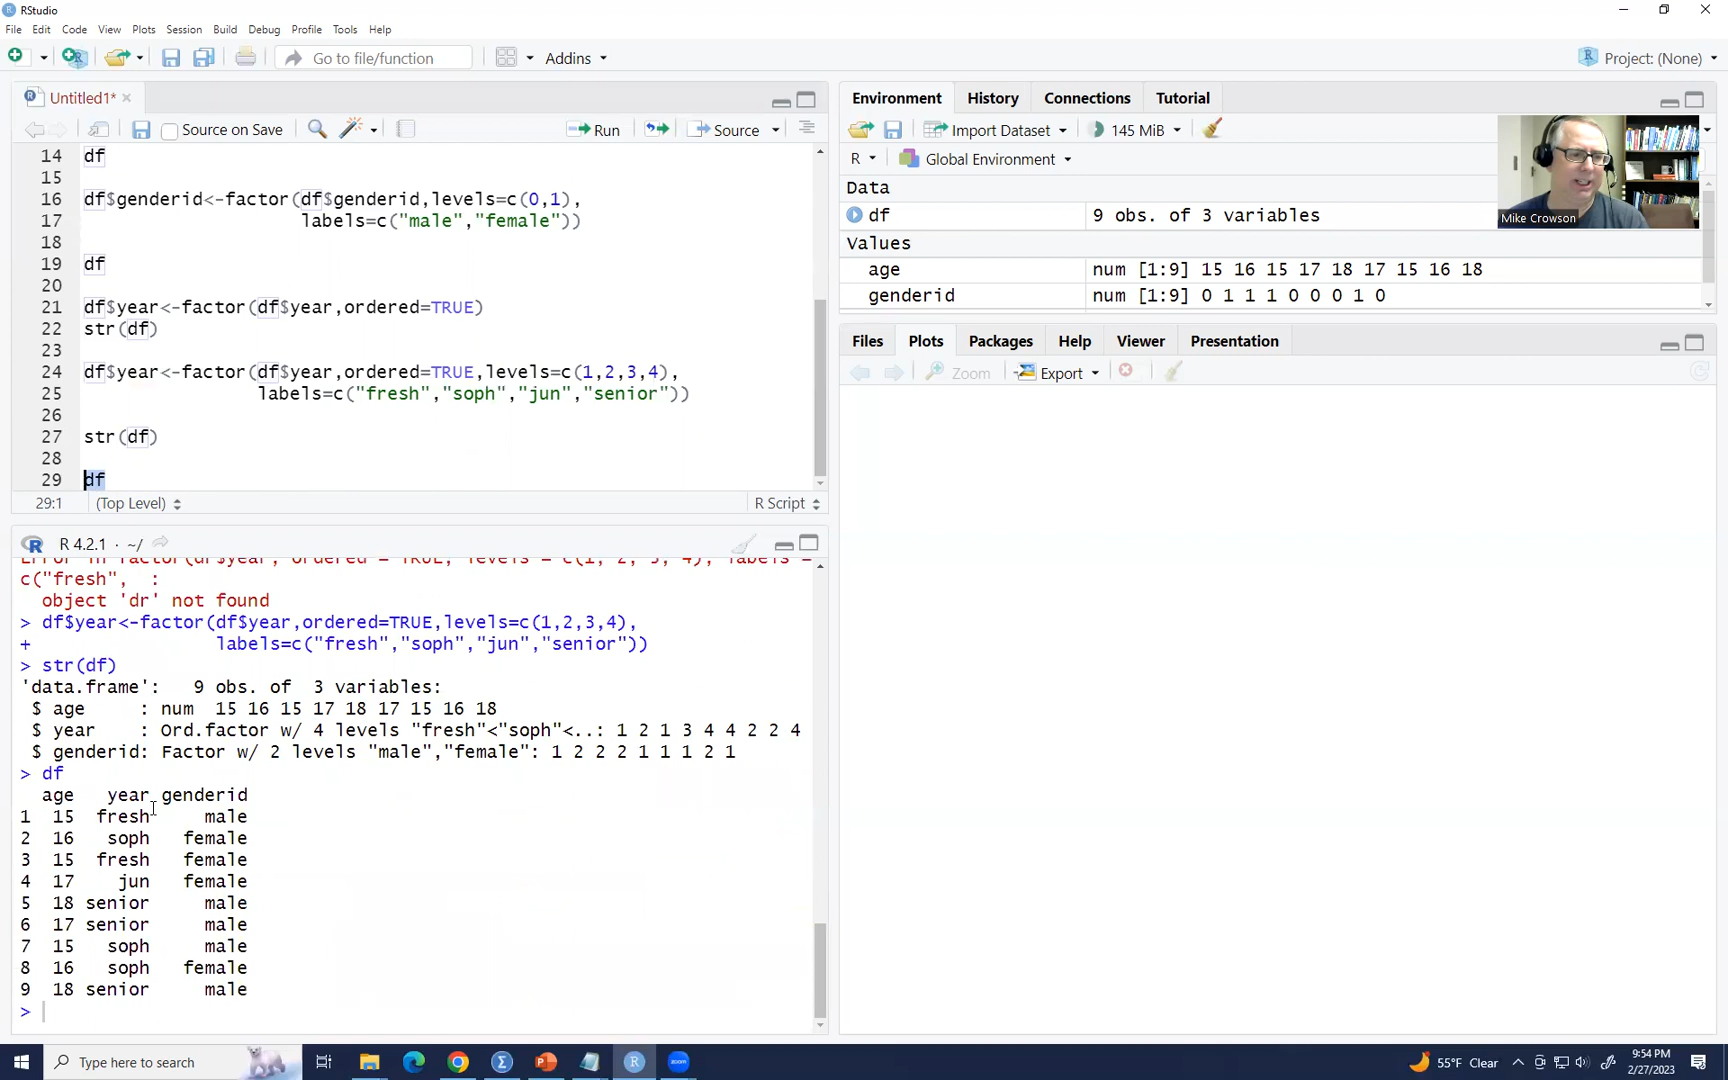 RStudio
File Edit Code View Plots Session Build Debug Profile Tools Help
Go to file/function Addins Project: (None)
Untitled1*
Source on Save Run Source
14 df
15
16 df$genderid<-factor(df$genderid,levels=c(0,1),
17 labels=c("male","female"))
18
19 df
20
21 df$year<-factor(df$year,ordered=TRUE)
22 str(df)
23
24 df$year<-factor(df$year,ordered=TRUE,levels=c(1,2,3,4),
25 labels=c("fresh","soph","jun","senior"))
26
27 str(df)
28
29 df
29:1 (Top Level) R Script
R 4.2.1 · ~/
Error in factor(df$year, ordered = TRUE, levels = c(1, 2, 3, 4), labels =
c("fresh", :
object 'dr' not found
> df$year<-factor(df$year,ordered=TRUE,levels=c(1,2,3,4),
+ labels=c("fresh","soph","jun","senior"))
> str(df)
'data.frame': 9 obs. of 3 variables:
$ age : num 15 16 15 17 18 17 15 16 18
$ year : Ord.factor w/ 4 levels "fresh"<"soph"<..: 1 2 1 3 4 4 2 2 4
$ genderid: Factor w/ 2 levels "male","female": 1 2 2 2 1 1 1 2 1
> df
age year genderid
1 15 fresh male
2 16 soph female
3 15 fresh female
4 17 jun female
5 18 senior male
6 17 senior male
7 15 soph male
8 16 soph female
9 18 senior male
>
Environment History Connections Tutorial
Import Dataset 145 MiB
R Global Environment
Data
df 9 obs. of 3 variables
Values
age num [1:9] 15 16 15 17 18 17 15 16 18
genderid num [1:9] 0 1 1 1 0 0 0 1 0
Mike Crowson
Files Plots Packages Help Viewer Presentation
Zoom Export
Type here to search
zoom
55°F Clear
9:54 PM
2/27/2023